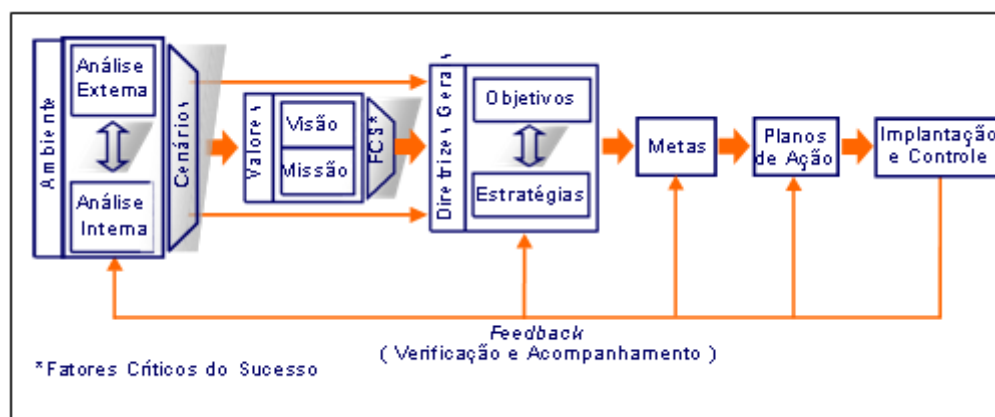 Ambiente
Análise
Externa
Análise
Interna
Cenários
Valores
Visão
Missão
FCS*
Diretrizes Gerais
Objetivos
Estratégias
Metas
Planos
de Ação
Implantação
e Controle
Feedback
( Verificação e Acompanhamento )
*Fatores Críticos do Sucesso